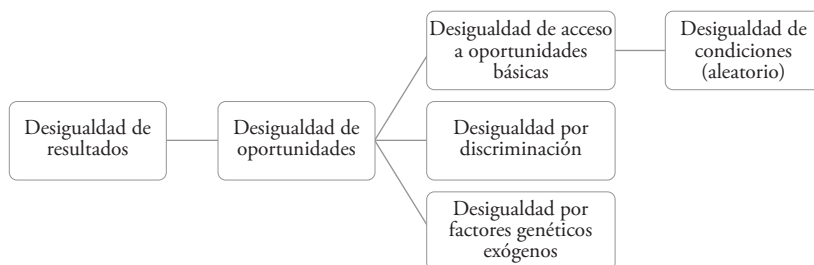 Desigualdad de
resultados
Desigualdad de
oportunidades
Desigualdad de acceso
a oportunidades
básicas
Desigualdad de
condiciones
(aleatorio)
Desigualdad por
discriminación
Desigualdad por
factores genéticos
exógenos